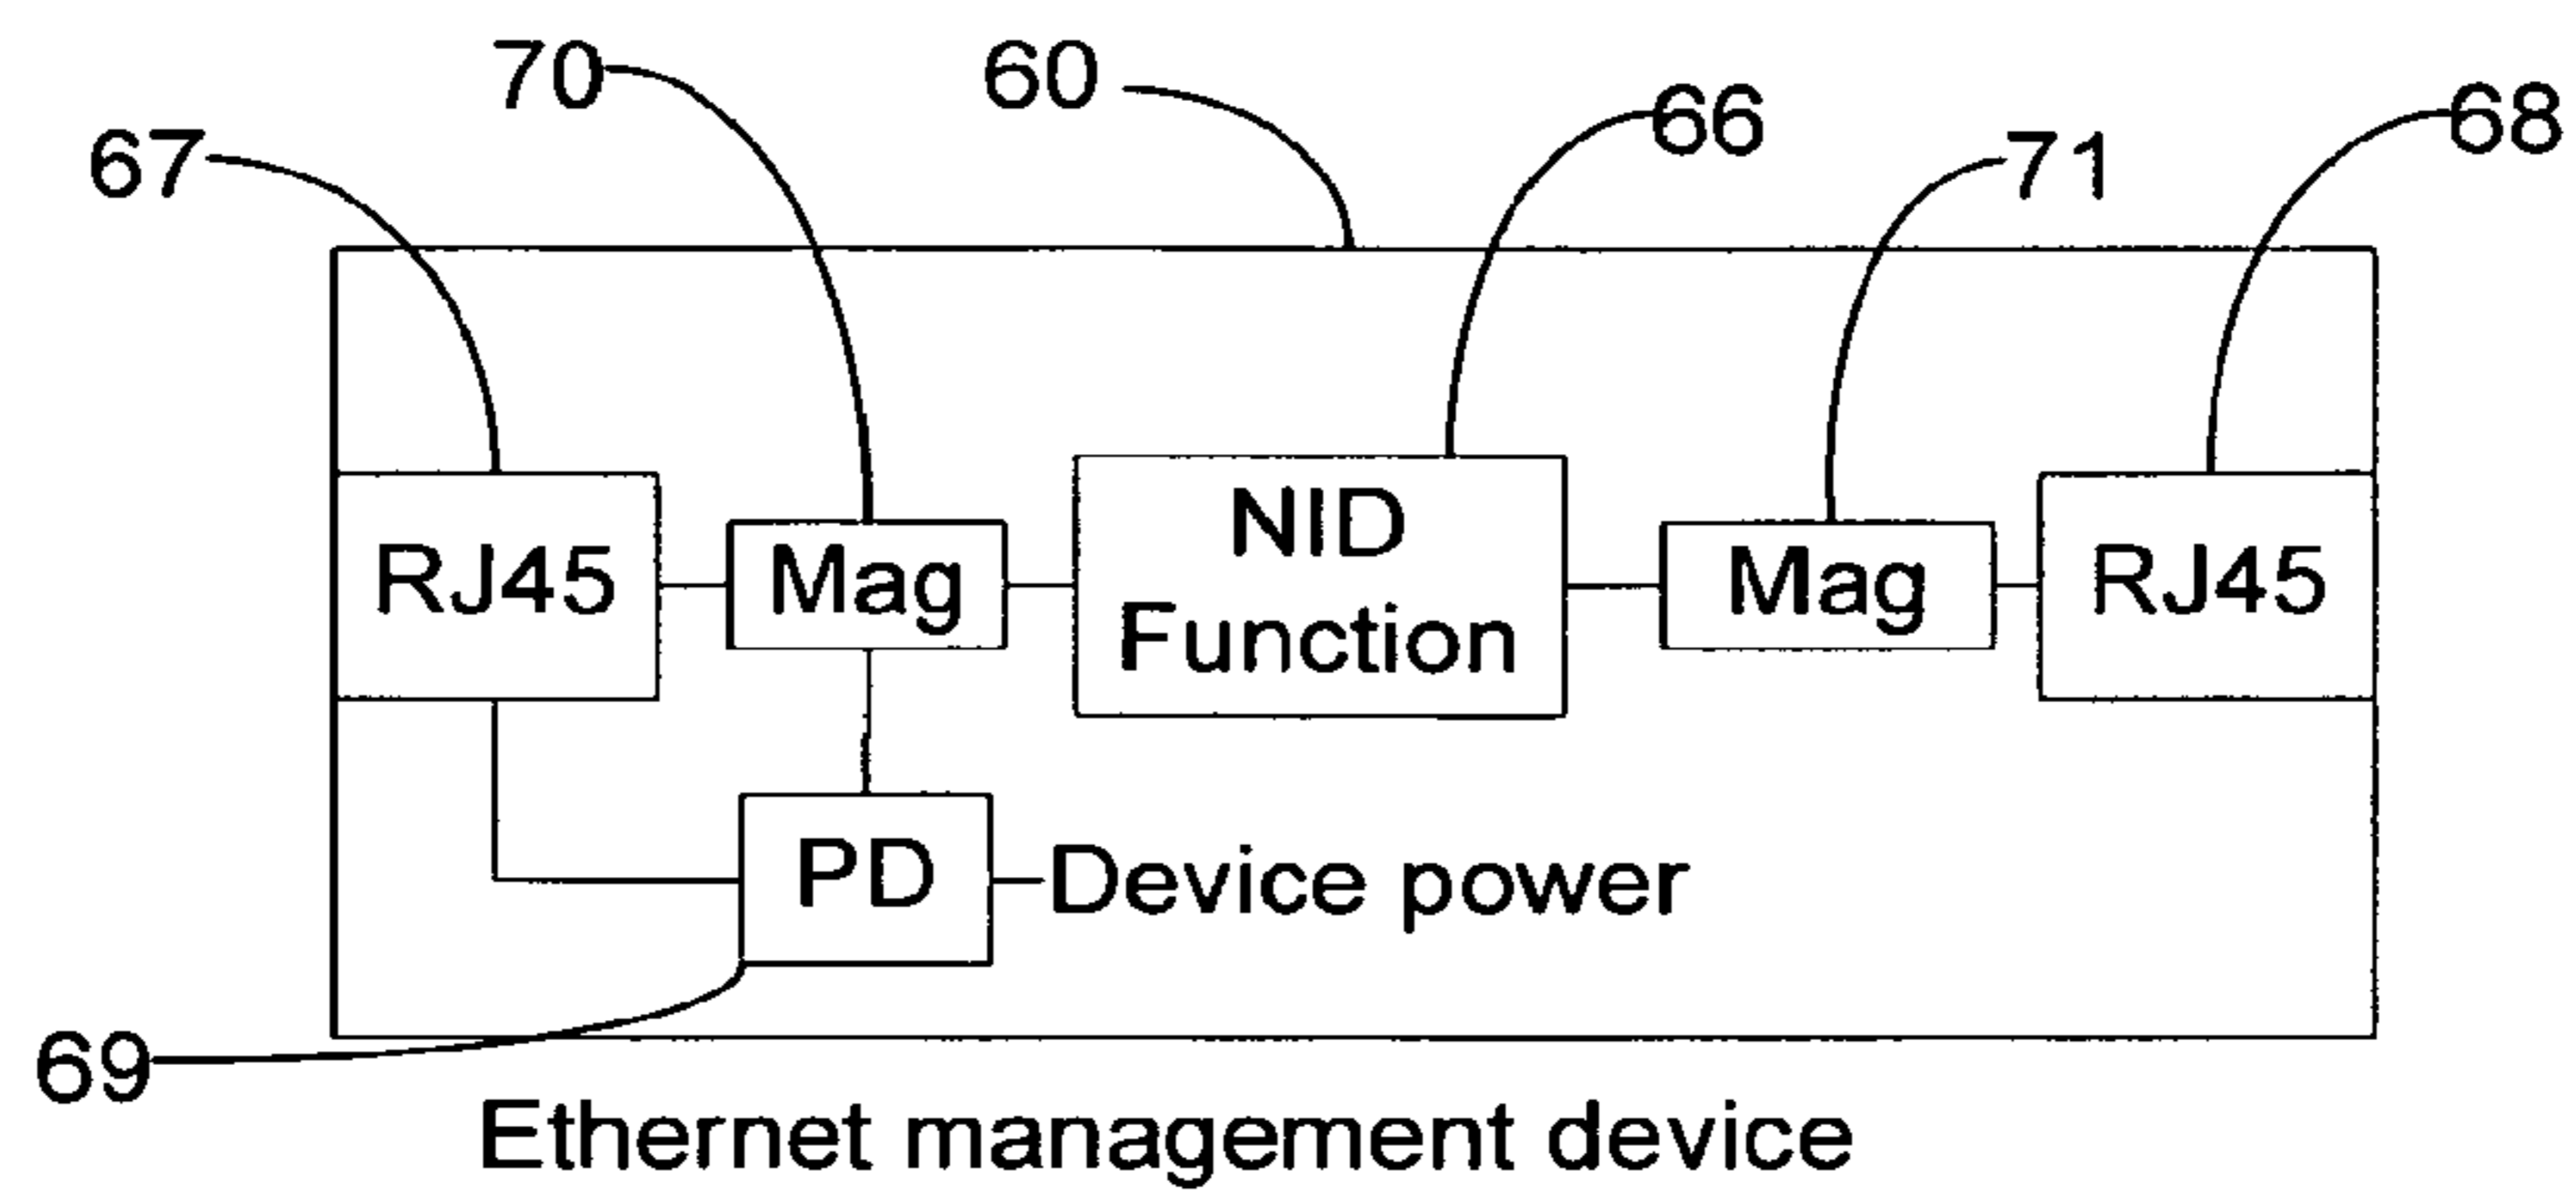 70
60
66
68
67
71
RJ45
Mag
NID
Function
Mag
RJ45
PD
Device power
69
Ethernet management device